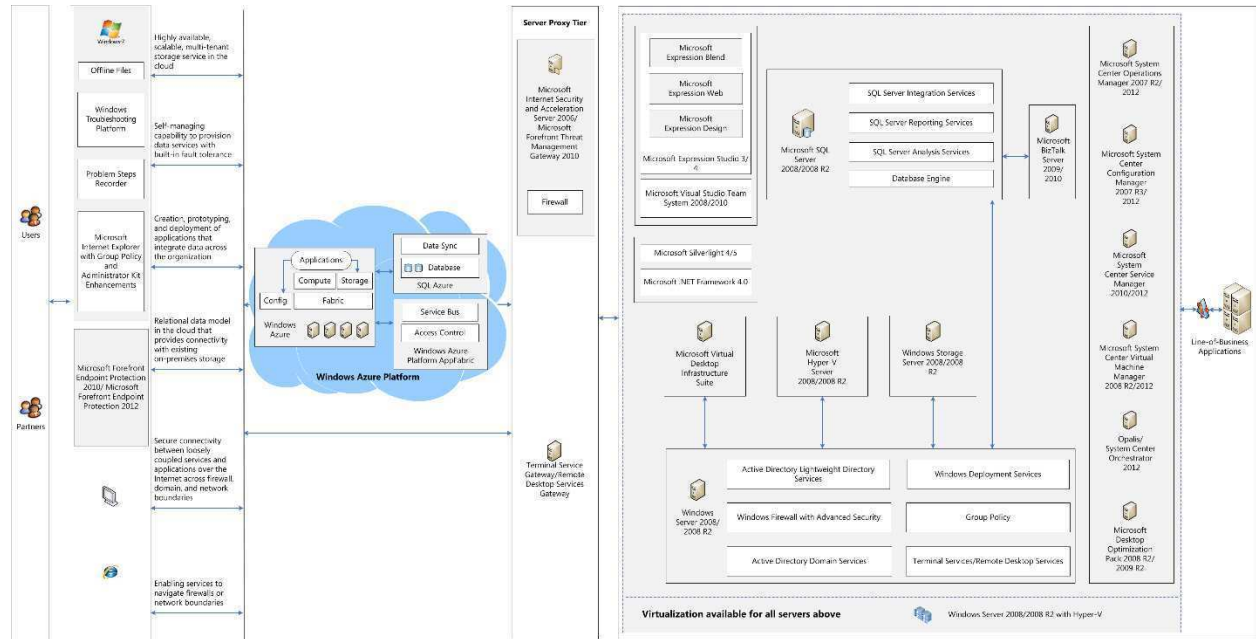 Users
Partners
Windows 7
Offline Files
Windows
Troubleshooting
Platform
Problem Steps
Recorder
Microsoft
Internet Explorer
with Group Policy
and
Administrator Kit
Enhancements
Microsoft Forefront
Endpoint Protection
2010/ Microsoft
Forefront Endpoint
Protection 2012
Highly available,
scalable, multi-tenant
storage service in the
cloud
Self-managing
capability to provision
data services with
built-in fault tolerance
Creation, prototyping,
and deployment of
applications that
integrate data across
the organization
Relational data model
in the cloud that
provides connectivity
with existing
on-premises storage
Secure connectivity
between loosely
coupled services and
applications over the
Internet across firewall,
domain, and network
boundaries
Enabling services to
navigate firewalls or
network boundaries
Applications
Compute
Storage
Config
Fabric
Windows
Azure
Data Sync
Database
SQL Azure
Service Bus
Access Control
Windows Azure
Platform AppFabric
Windows Azure Platform
Server Proxy Tier
Microsoft
Internet Security
and Acceleration
Server 2006/
Microsoft
Forefront Threat
Management
Gateway 2010
Firewall
Terminal Service
Gateway/Remote
Desktop Services
Gateway
Microsoft
Expression Blend
Microsoft
Expression Web
Microsoft
Expression Design
Microsoft Expression Studio 3/
4
Microsoft Visual Studio Team
System 2008/2010
Microsoft Silverlight 4/5
Microsoft .NET Framework 4.0
Microsoft SQL
Server
2008/2008 R2
SQL Server Integration Services
SQL Server Reporting Services
SQL Server Analysis Services
Database Engine
Microsoft
BizTalk
Server
2009/
2010
Microsoft Virtual
Desktop
Infrastructure
Suite
Microsoft
Hyper-V
Server
2008/2008 R2
Windows Storage
Server 2008/2008
R2
Windows
Server 2008/
2008 R2
Active Directory Lightweight Directory
Services
Windows Deployment Services
Windows Firewall with Advanced Security
Group Policy
Active Directory Domain Services
Terminal Services/Remote Desktop Services
Virtualization available for all servers above
Windows Server 2008/2008 R2 with Hyper-V
Microsoft System
Center Operations
Manager 2007 R2/
2012
Microsoft System
Center
Configuration
Manager
2007 R3/
2012
Microsoft
System
Center Service
Manager
2010/2012
Microsoft System
Center Virtual
Machine
Manager
2008 R2/2012
Opalis/
System Center
Orchestrator
2012
Microsoft
Desktop
Optimization
Pack 2008 R2/
2009 R2
Line-of-Business
Applications